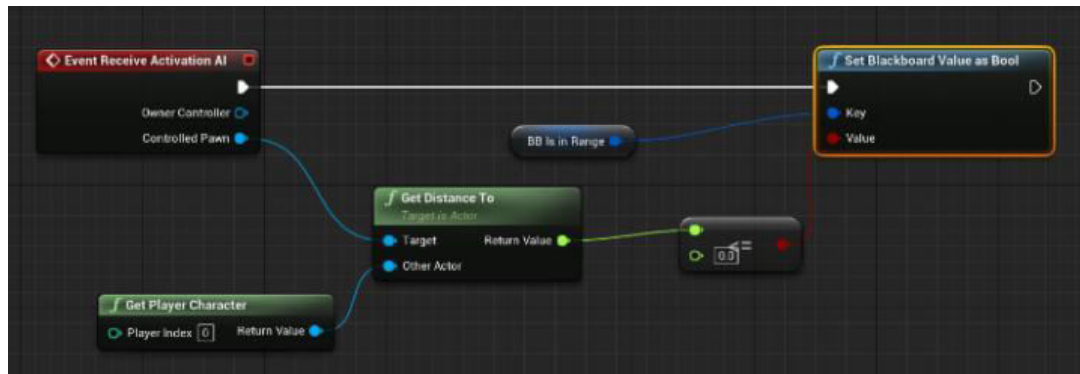 Event Receive Activation AI
Owner Controller
Controlled Pawn
BB Is in Range
f Set Blackboard Value as Bool
Key
Value
f Get Distance To
Target is Actor
Target Return Value
Other Actor
<=
0.0
f Get Player Character
Player Index 0 Return Value